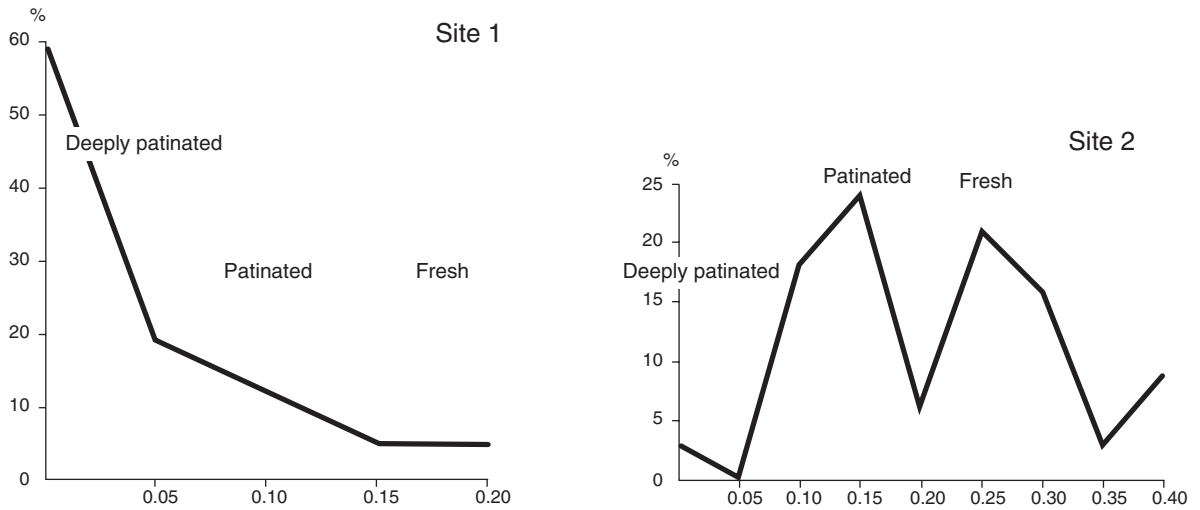 %
Site 1
60
50
Deeply patinated
40
30
Patinated
Fresh
20
10
0
0.05 0.10 0.15 0.20
Site 2
%
Patinated
Fresh
25
20
Deeply patinated
15
10
5
0
0.05 0.10 0.15 0.20 0.25 0.30 0.35 0.40